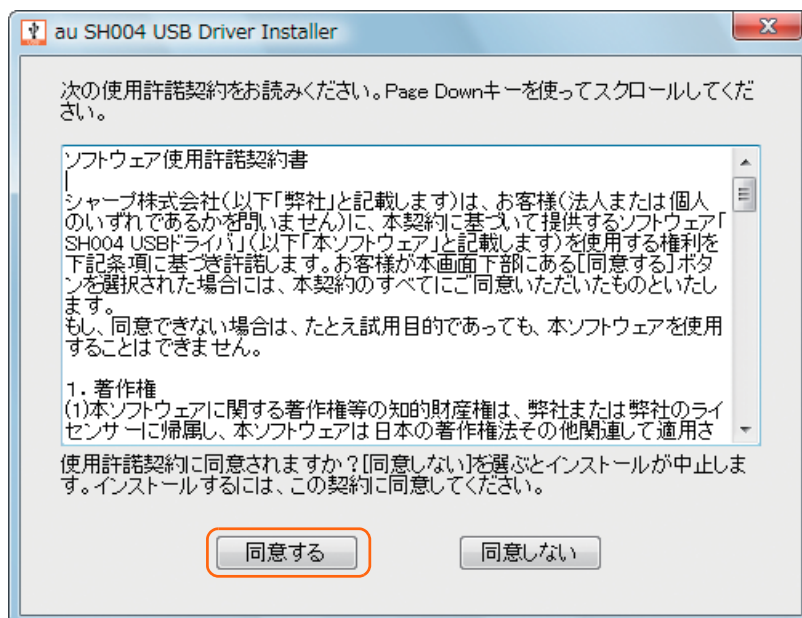 au SH004 USB Driver Installer
次の使用許諾契約をお読みください。Page Downキーを使ってスクロールしてくだ
さい。
ソフトウェア使用許諾契約書
シャープ株式会社(以下「弊社」と記載します)は、お客様(法人または個人
のいずれであるかを問いません)に、本契約に基づいて提供するソフトウェア「
SH004 USBドライバ」(以下「本ソフトウェア」と記載します)を使用する権利を
下記条項に基づき許諾します。お客様が本画面下部にある[同意する]ボタ
ンを選択された場合には、本契約のすべてにご同意いただいたものといたし
ます。
もし、同意できない場合は、たとえ試用目的であっても、本ソフトウェアを使用
することはできません。
1．著作権
(1)本ソフトウェアに関する著作権等の知的財産権は、弊社または弊社のライ
センサーに帰属し、本ソフトウェアは日本の著作権法その他関連して適用さ
使用許諾契約に同意されますか？[同意しない]を選ぶとインストールが中止しま
す。インストールするには、この契約に同意してください。
同意する
同意しない